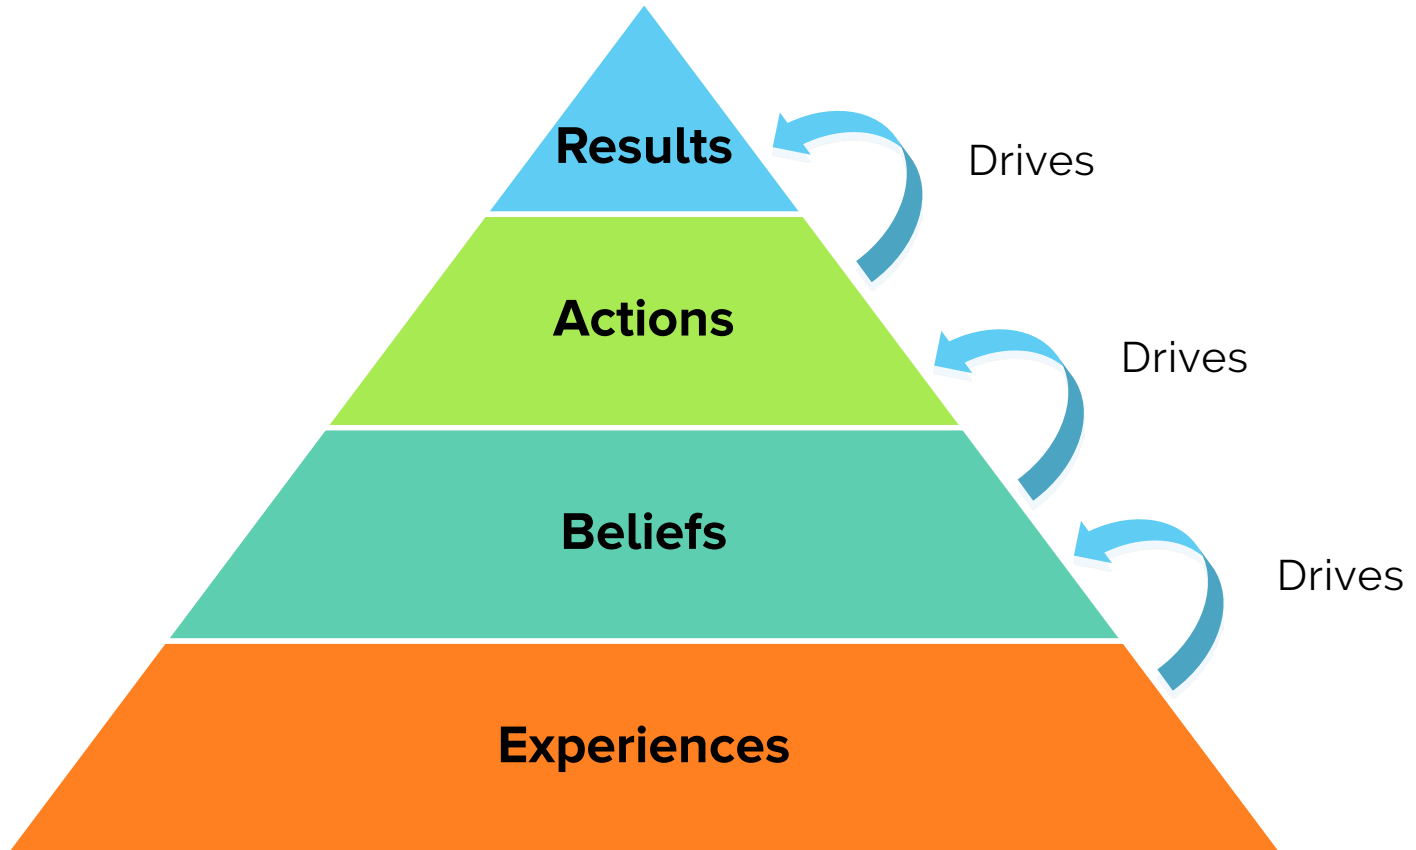 Results
Drives
Actions
Drives
Beliefs
Drives
Experiences